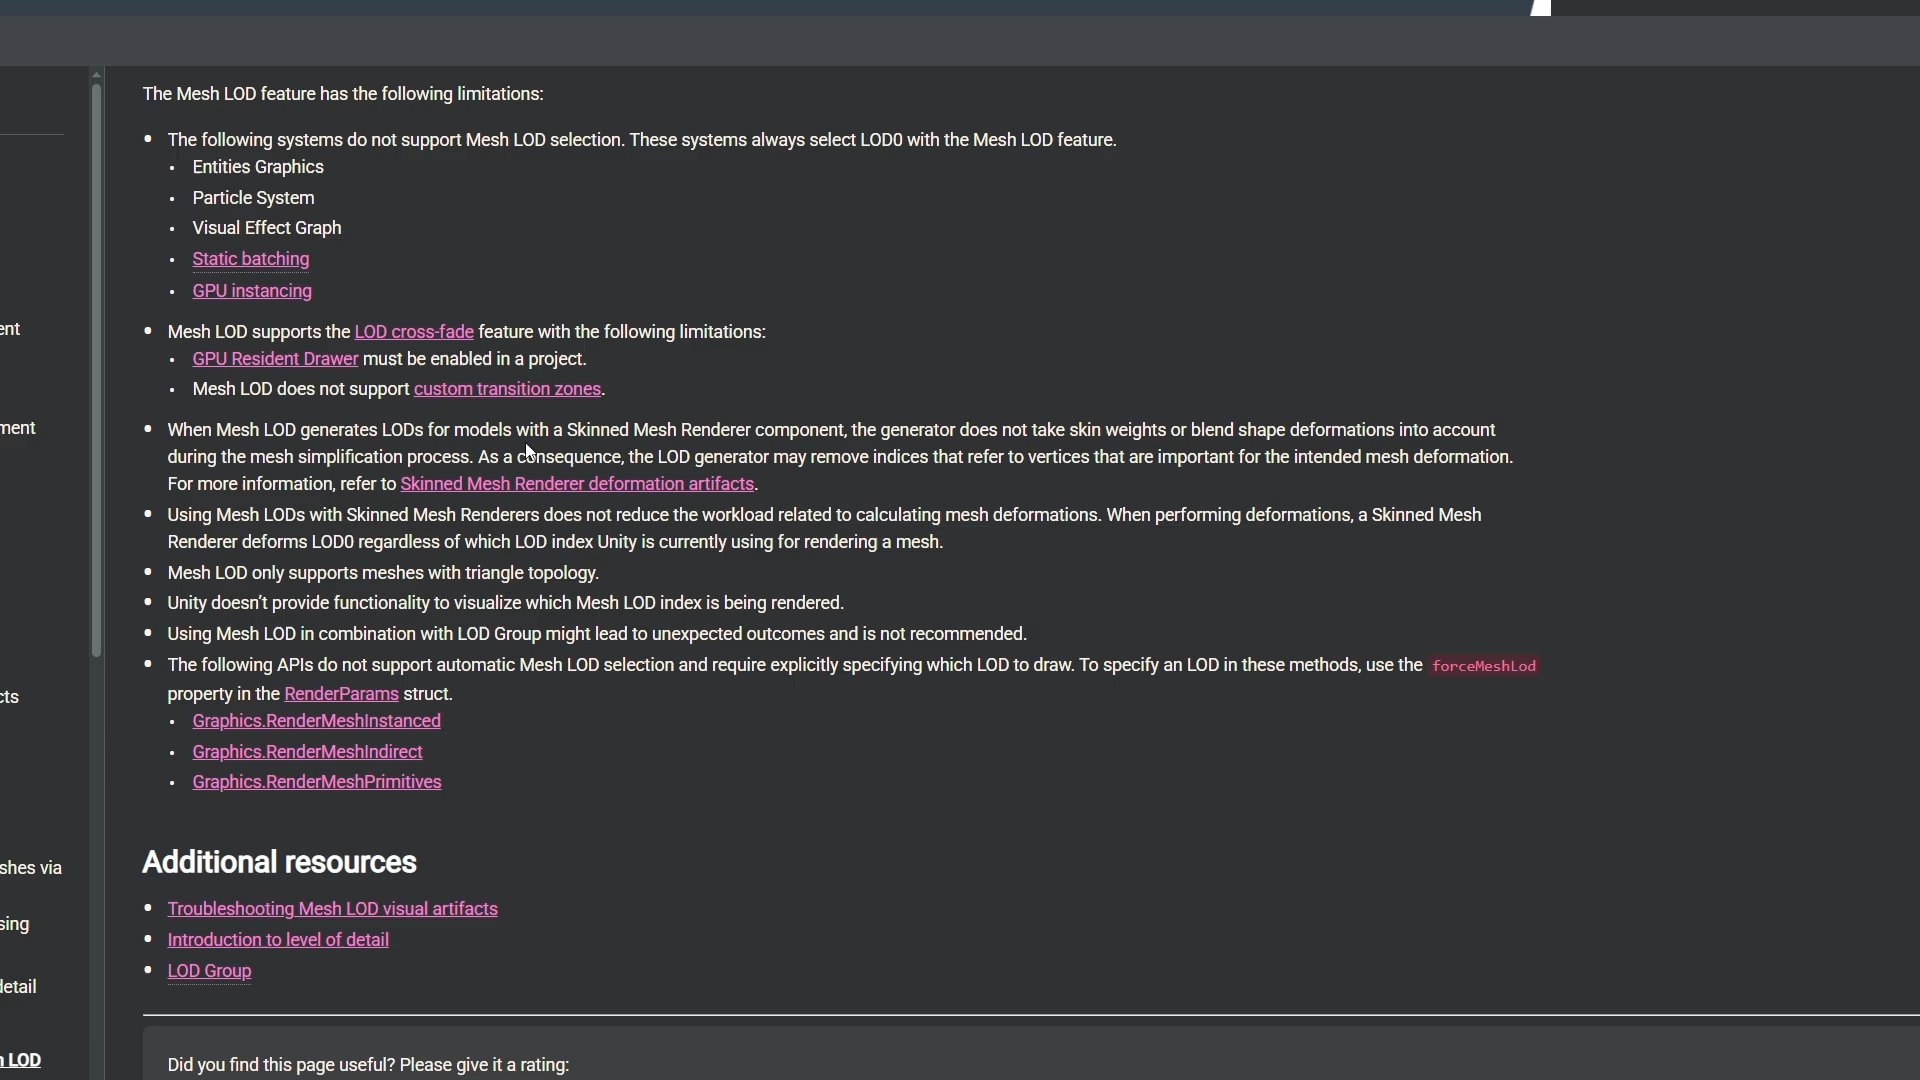 The Mesh LOD feature has the following limitations:
The following systems do not support Mesh LOD selection. These systems always select LOD0 with the Mesh LOD feature.
Entities Graphics
Particle System
Visual Effect Graph
Static batching
GPU instancing
ent
Mesh LOD supports the LOD cross-fade feature with the following limitations:
GPU Resident Drawer must be enabled in a project.
Mesh LOD does not support custom transition zones.
ment
When Mesh LOD generates LODs for models with a Skinned Mesh Renderer component, the generator does not take skin weights or blend shape deformations into account
during the mesh simplification process. As a consequence, the LOD generator may remove indices that refer to vertices that are important for the intended mesh deformation.
For more information, refer to Skinned Mesh Renderer deformation artifacts.
Using Mesh LODs with Skinned Mesh Renderers does not reduce the workload related to calculating mesh deformations. When performing deformations, a Skinned Mesh
Renderer deforms LOD0 regardless of which LOD index Unity is currently using for rendering a mesh.
Mesh LOD only supports meshes with triangle topology.
Unity doesn't provide functionality to visualize which Mesh LOD index is being rendered.
Using Mesh LOD in combination with LOD Group might lead to unexpected outcomes and is not recommended.
The following APIs do not support automatic Mesh LOD selection and require explicitly specifying which LOD to draw. To specify an LOD in these methods, use the forceMeshLod
property in the RenderParams struct.
cts
Graphics.RenderMeshInstanced
Graphics.RenderMeshIndirect
Graphics.RenderMeshPrimitives
Additional resources
shes via
Troubleshooting Mesh LOD visual artifacts
sing
Introduction to level of detail
LOD Group
detail
LOD
Did you find this page useful? Please give it a rating: